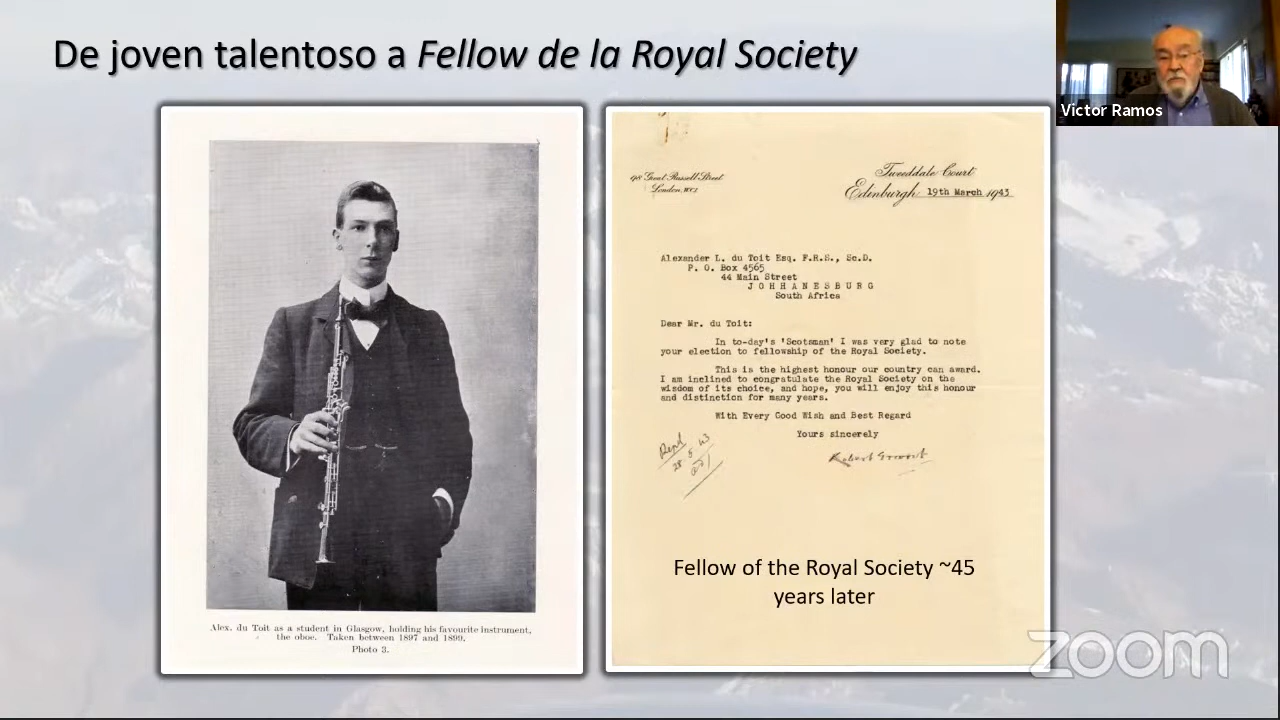 De joven talentoso a Fellow de la Royal Society
Victor Ramos
Alex. du Toit as a student in Glasgow, holding his favourite instrument,
the oboe. Taken between 1897 and 1899.
Photo 3.
98 Great Russell Street
London. WC1
Tweeddale Court
Edinburgh 19th March 1943
Alexander L. du Toit Esq. F.R.S., Sc.D.
P. O. Box 4565
44 Main Street
JOHHANESBURG
South Africa
Dear Mr. du Toit:
In to-day's 'Scotsman' I was very glad to note
your election to fellowship of the Royal Society.
This is the highest honour our country can award.
I am inclined to congratulate the Royal Society on the
wisdom of its choice, and hope, you will enjoy this honour
and distinction for many years.
With Every Good Wish and Best Regard
Yours sincerely
Robert
Fellow of the Royal Society ~45
years later
zoom